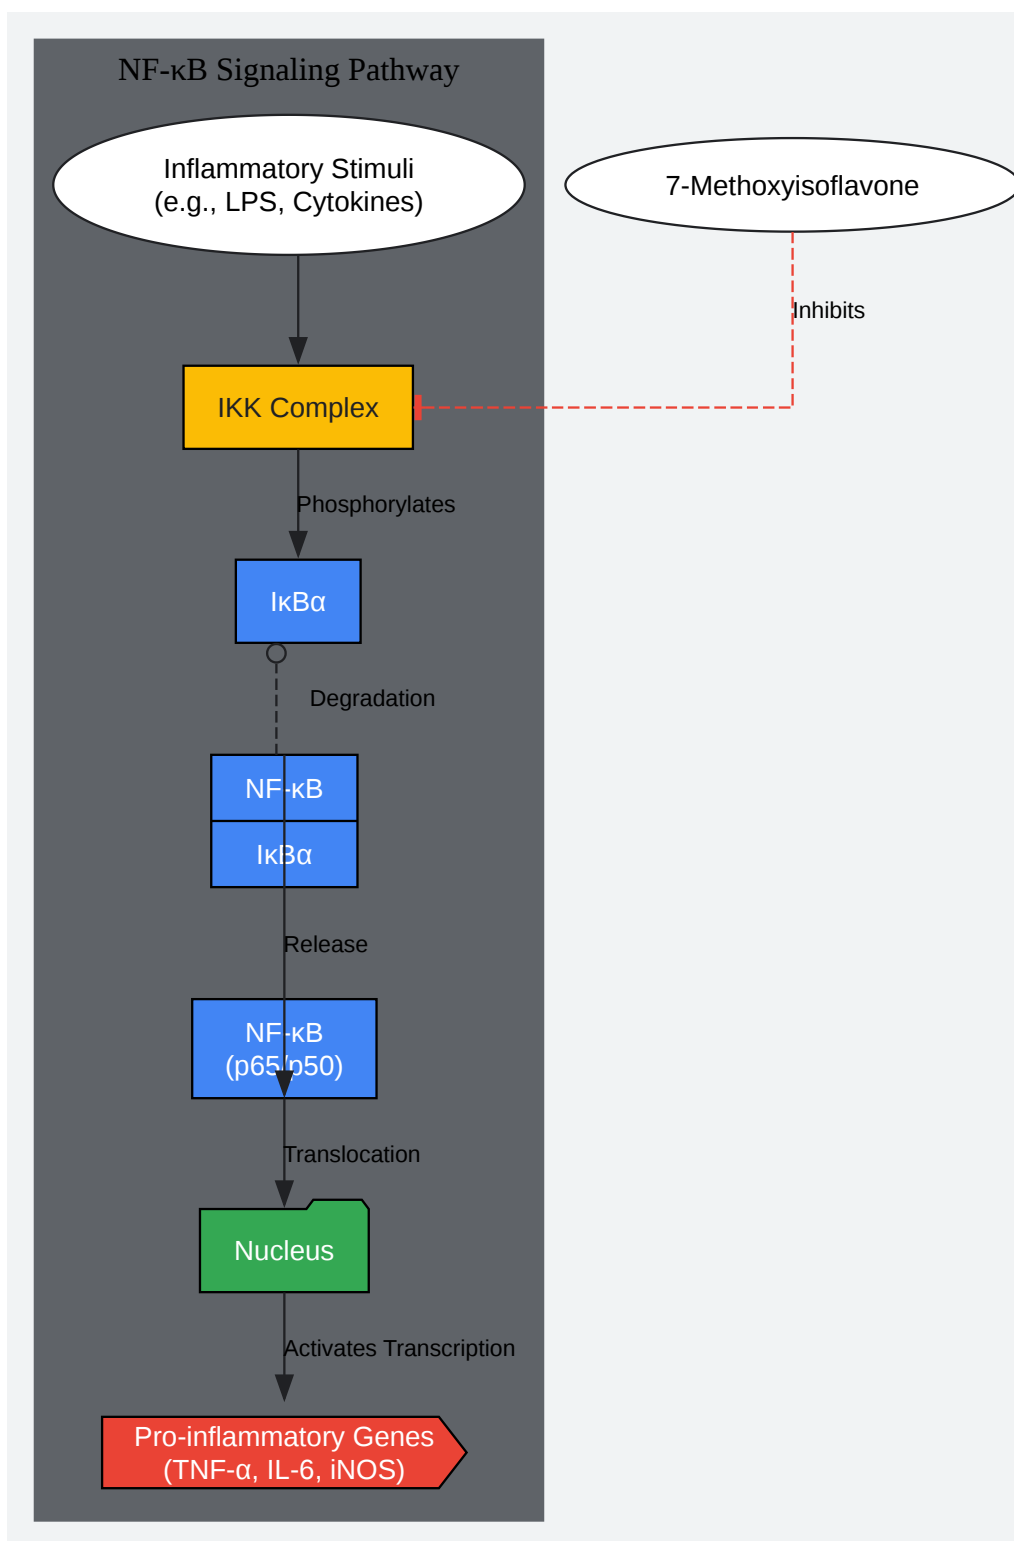 NF-κB Signaling Pathway
Inflammatory Stimuli
(e.g., LPS, Cytokines)
7-Methoxyisoflavone
Inhibits
IKK Complex
Phosphorylates
IκBα
Degradation
NF-κB
IκBα
Release
NF-κB
(p65/p50)
Translocation
Nucleus
Activates Transcription
Pro-inflammatory Genes
(TNF-α, IL-6, iNOS)